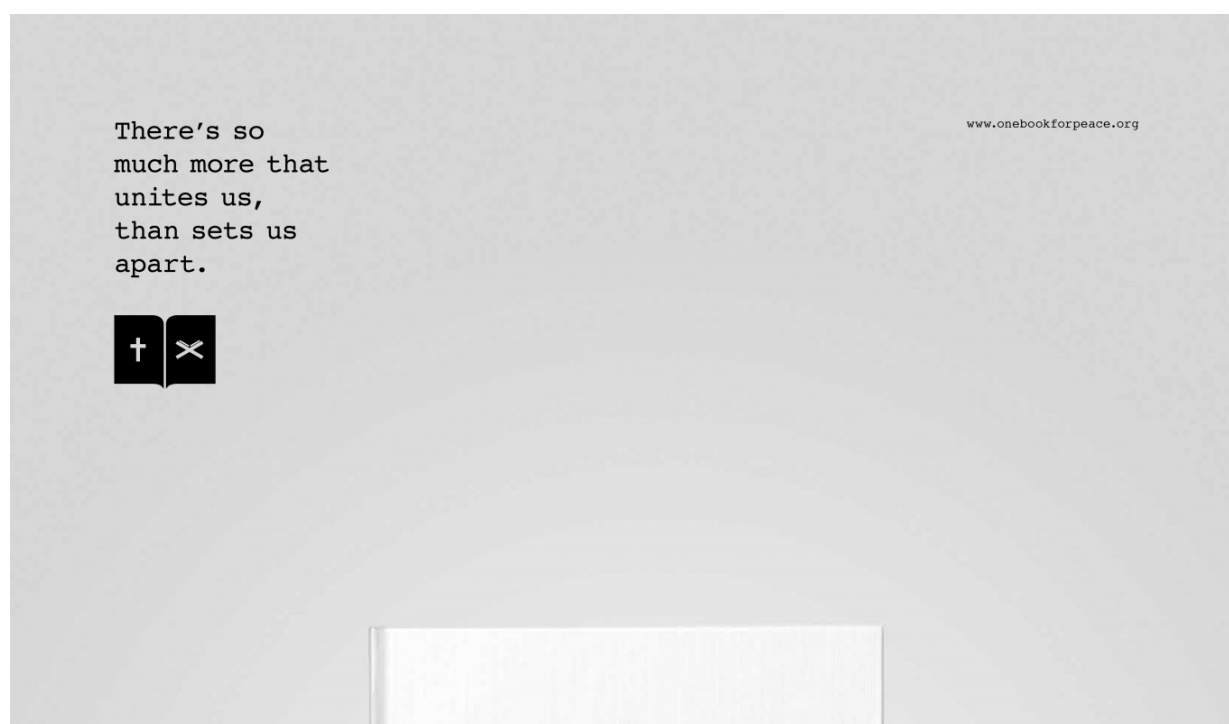 There's so
much more that
unites us,
than sets us
apart.
www.onebookforpeace.org